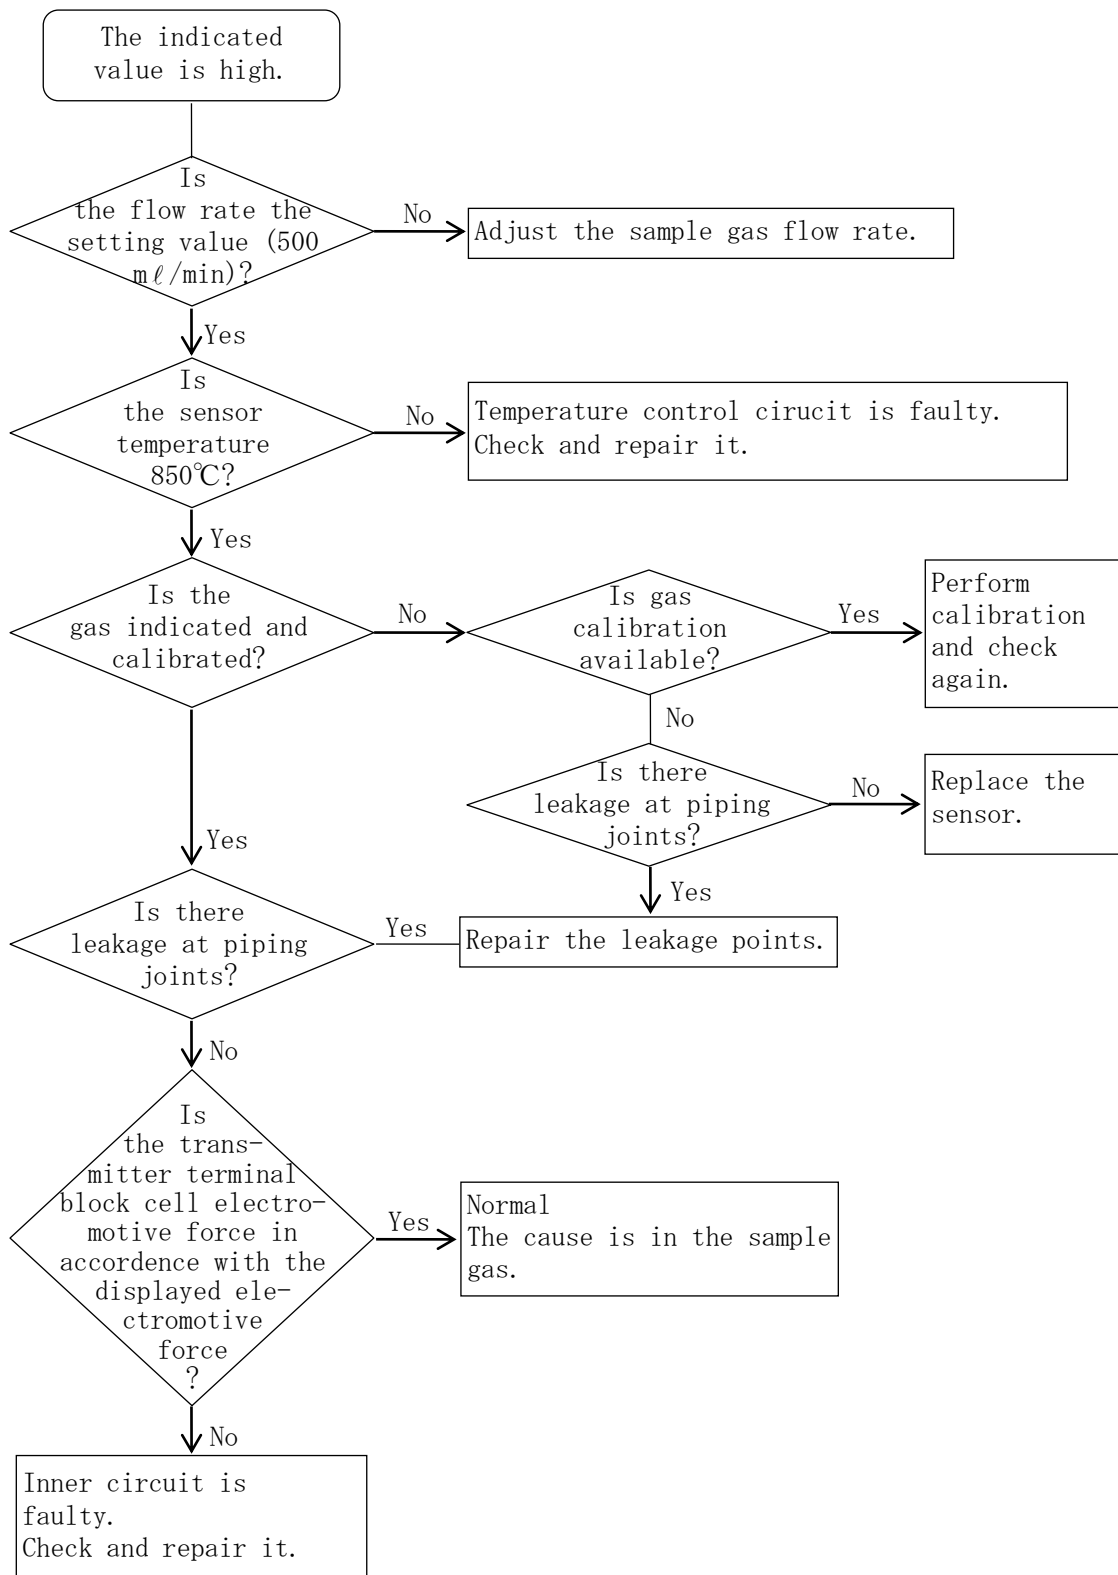 The indicated
value is high.
Is
the flow rate the
setting value (500
mℓ/min)?
No
Adjust the sample gas flow rate.
Yes
Is
the sensor
temperature
850℃?
No
Temperature control cirucit is faulty.
Check and repair it.
Yes
Is the
gas indicated and
calibrated?
No
Is gas
calibration
available?
Yes
Perform
calibration
and check
again.
No
Is there
leakage at piping
joints?
No
Replace the
sensor.
Yes
Yes
Is there
leakage at piping
joints?
Yes
Repair the leakage points.
No
Is
the trans-
mitter terminal
block cell electro-
motive force in
accordence with the
displayed ele-
ctromotive
force
?
Yes
Normal
The cause is in the sample
gas.
No
Inner circuit is
faulty.
Check and repair it.